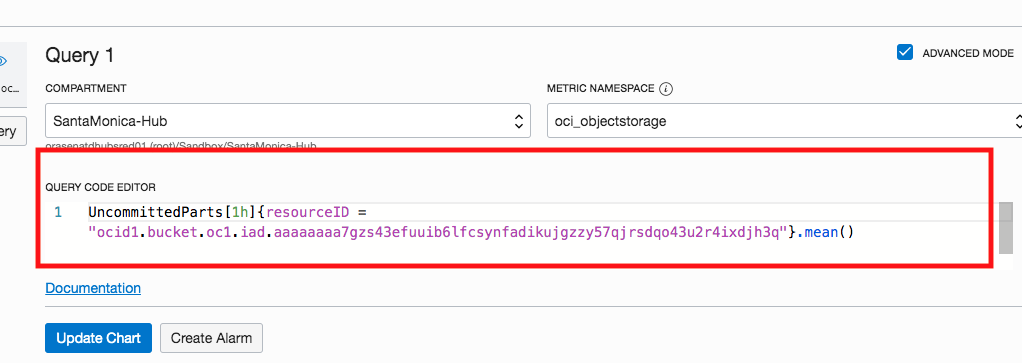 Query 1
ADVANCED MODE
oc...
COMPARTMENT
METRIC NAMESPACE i
SantaMonica-Hub
oci_objectstorage
ery
orasenatdhubsred01 (root)/Sandbox/SantaMonica-Hub
QUERY CODE EDITOR
1 UncommittedParts[1h]{resourceID =
"ocid1.bucket.oc1.iad.aaaaaaaa7gzs43efuuib6lfcsynfadikujgzzy57qjrsdqo43u2r4ixdjh3q"}.mean()
Documentation
Update Chart
Create Alarm